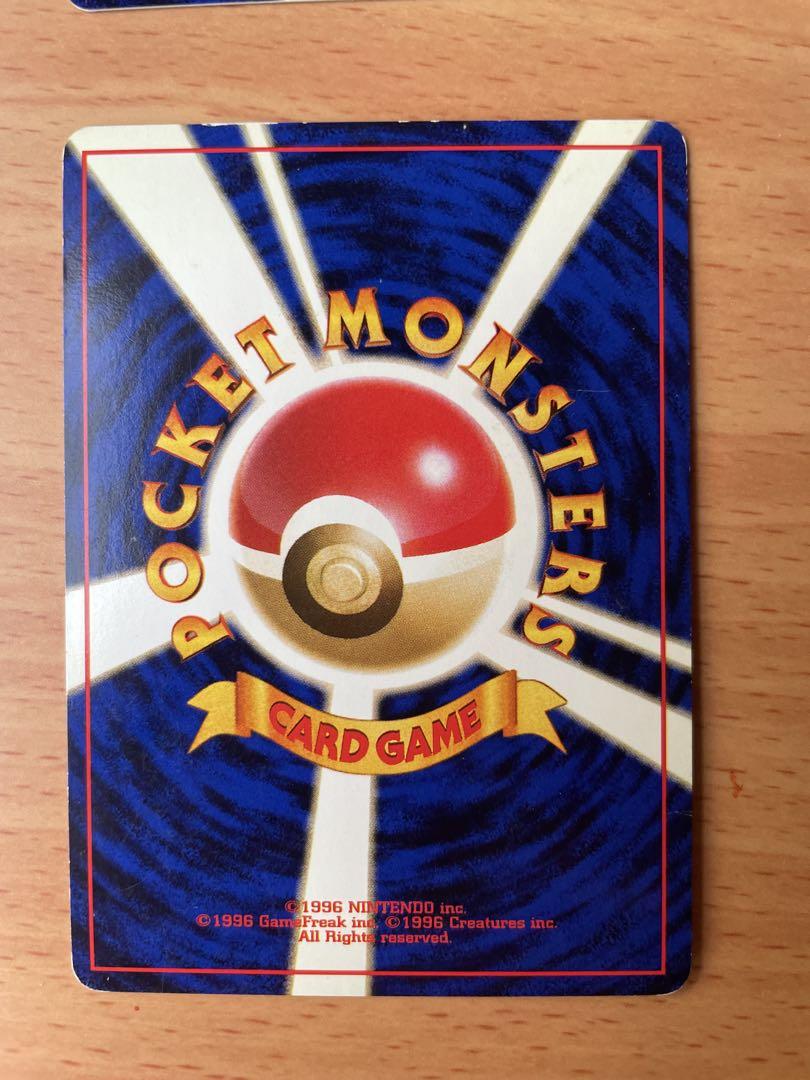 POCKET MONSTERS
CARD GAME
©1996 NINTENDO inc.
©1996 GameFreak inc. ©1996 Creatures inc.
All Rights reserved.